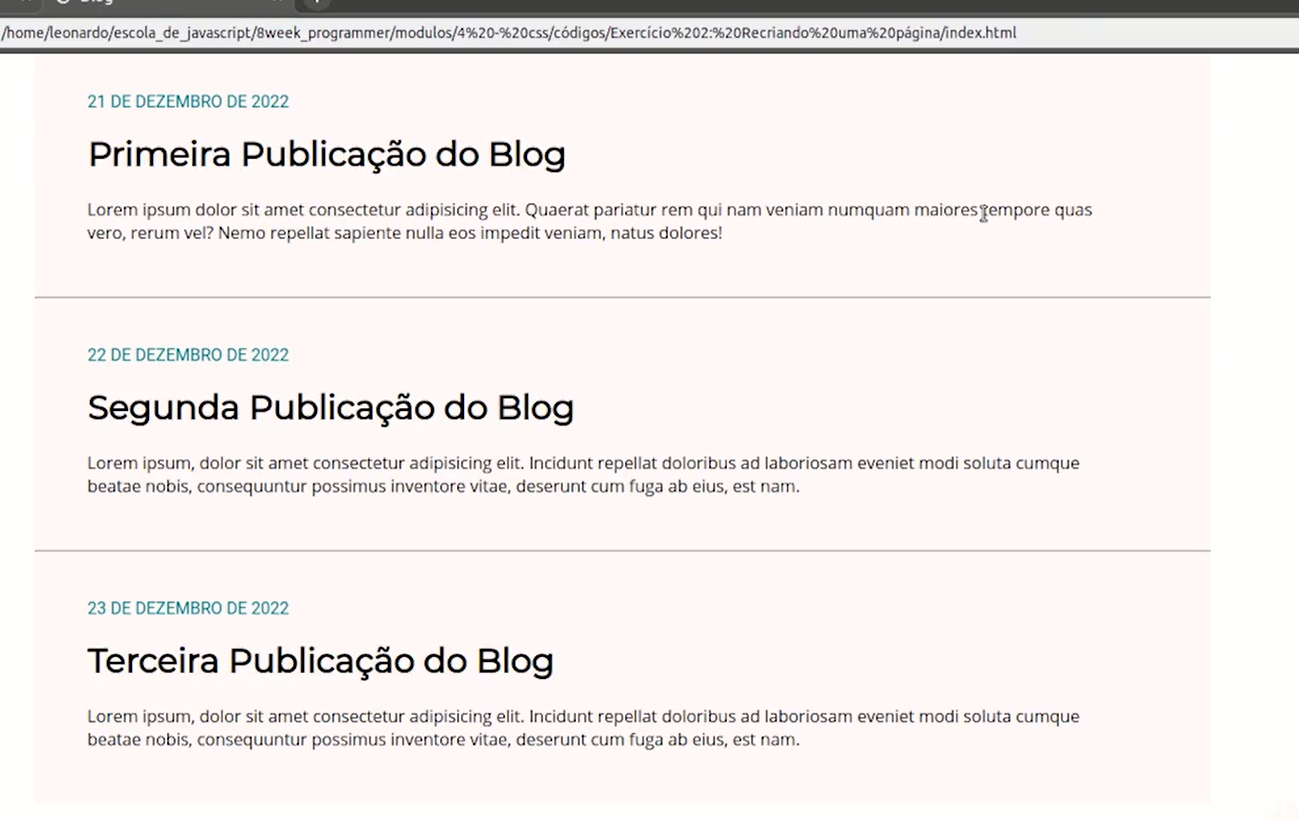 Blog
/home/leonardo/escola_de_javascript/8week_programmer/modulos/4%20-%20css/códigos/Exercício%202:%20Recriando%20uma%20página/index.html
21 DE DEZEMBRO DE 2022
Primeira Publicação do Blog
Lorem ipsum dolor sit amet consectetur adipisicing elit. Quaerat pariatur rem qui nam veniam numquam maiores tempore quas
vero, rerum vel? Nemo repellat sapiente nulla eos impedit veniam, natus dolores!
22 DE DEZEMBRO DE 2022
Segunda Publicação do Blog
Lorem ipsum, dolor sit amet consectetur adipisicing elit. Incidunt repellat doloribus ad laboriosam eveniet modi soluta cumque
beatae nobis, consequuntur possimus inventore vitae, deserunt cum fuga ab eius, est nam.
23 DE DEZEMBRO DE 2022
Terceira Publicação do Blog
Lorem ipsum, dolor sit amet consectetur adipisicing elit. Incidunt repellat doloribus ad laboriosam eveniet modi soluta cumque
beatae nobis, consequuntur possimus inventore vitae, deserunt cum fuga ab eius, est nam.